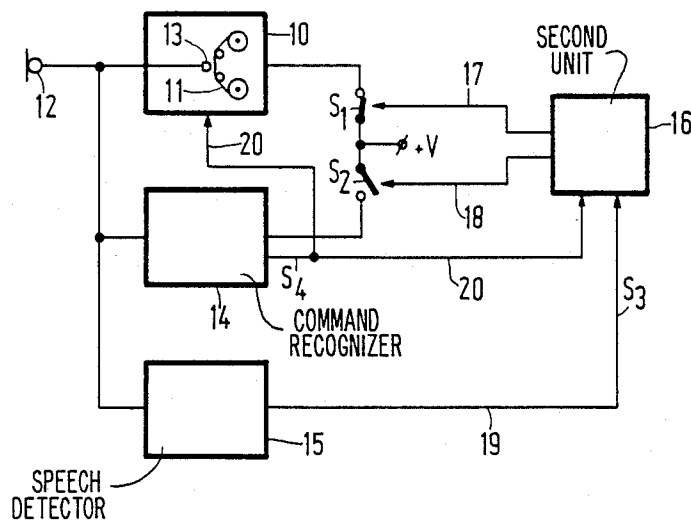 13
10
11
12
20
S1
S2
+V
17
18
SECOND
UNIT
16
S4
20
S3
14
COMMAND
RECOGNIZER
15
19
SPEECH
DETECTOR